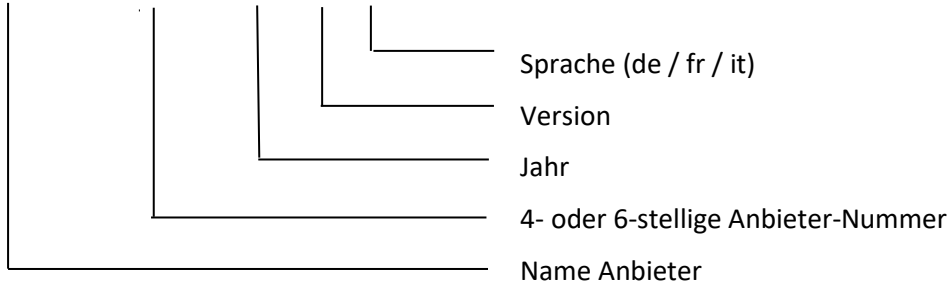 Sprache (de / fr / it)
Version
Jahr
4- oder 6-stellige Anbieter-Nummer
Name Anbieter